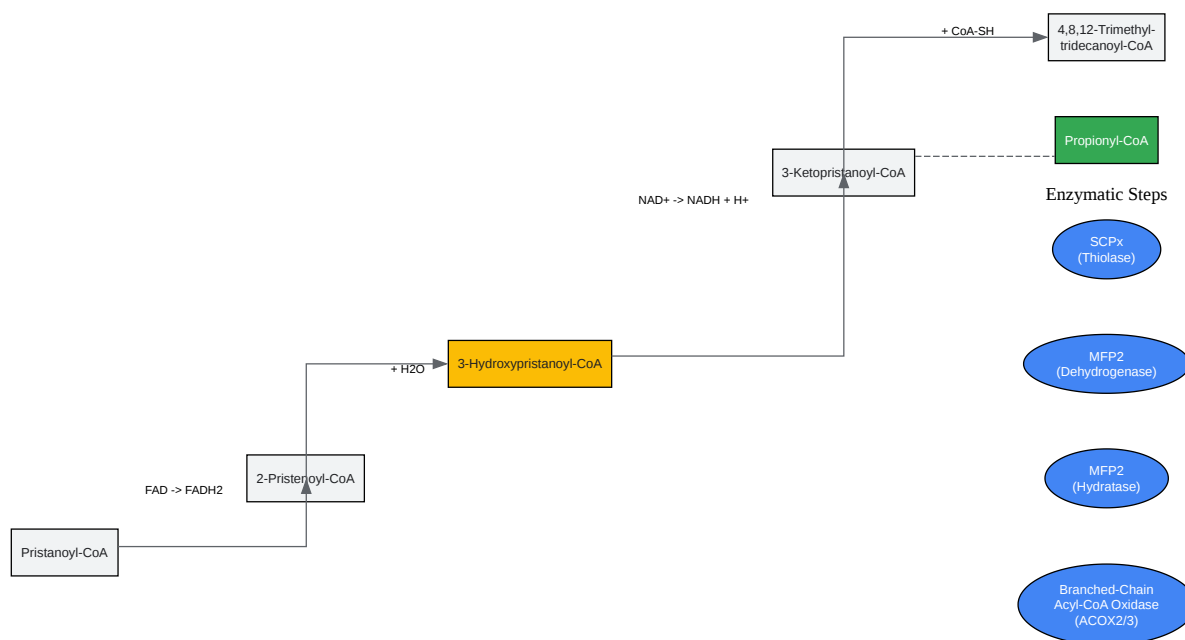 + CoA-SH
4,8,12-Trimethyl-
tridecanoyl-CoA
Propionyl-CoA
3-Ketopristanoyl-CoA
NAD+ -> NADH + H+
Enzymatic Steps
SCPx
(Thiolase)
3-Hydroxypristanoyl-CoA
+ H2O
MFP2
(Dehydrogenase)
2-Pristenoyl-CoA
FAD -> FADH2
MFP2
(Hydratase)
Pristanoyl-CoA
Branched-Chain
Acyl-CoA Oxidase
(ACOX2/3)